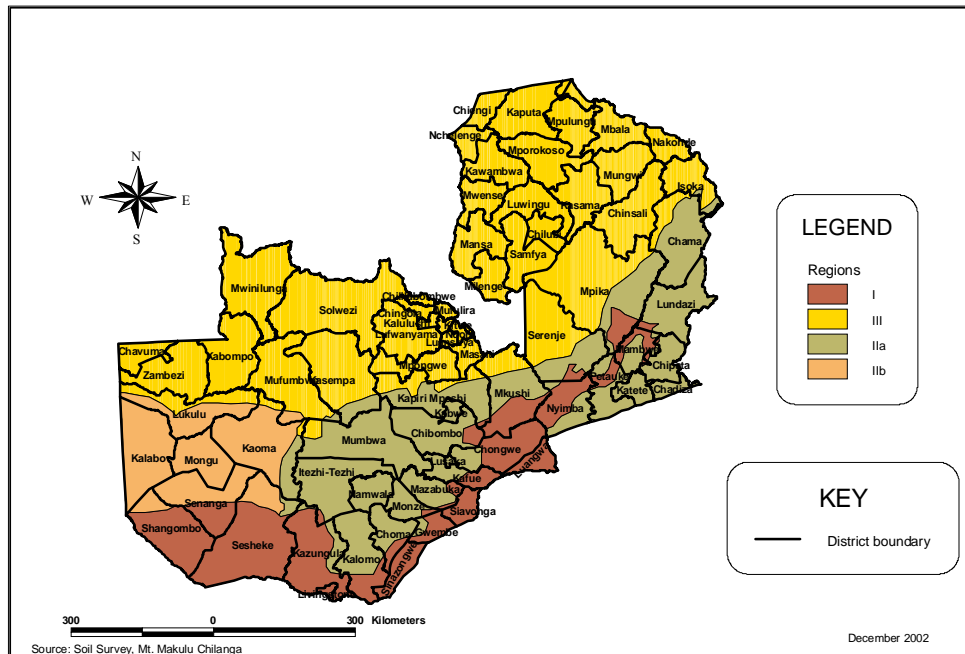 N
W E
S
Chiengi
Kaputa
Mpulungu
Mbala
Nchelenge
Nakonde
Mporokoso
Kawambwa
Mungwi
Isoka
Mwense
Luwingu
Kasama
Chinsali
Chilubi
Mansa
Samfya
Chama
Milenge
Mpika
Mwinilunga
Lundazi
Solwezi
Chililabombwe
Chingola
Mufulira
Kalulushi
Kitwe
Lufwanyama
Ndola
Luanshya
Serenje
Chavuma
Kabompo
Masaiti
Mambwe
Zambezi
Mpongwe
Chipata
Mufumbwe
Kasempa
Petauke
Katete
Chadiza
Kapiri Mposhi
Mkushi
Lukulu
Kabwe
Nyimba
Kalabo
Mongu
Kaoma
Mumbwa
Chibombo
Chongwe
Luangwa
Itezhi-Tezhi
Lusaka
Kafue
Senanga
Namwala
Mazabuka
Monze
Siavonga
Shangombo
Sesheke
Kazungula
Choma
Gwembe
Kalomo
Sinazongwe
Livingstone
LEGEND
Regions
I
III
IIa
IIb
KEY
District boundary
300 0 300 Kilometers
Source: Soil Survey, Mt. Makulu Chilanga
December 2002